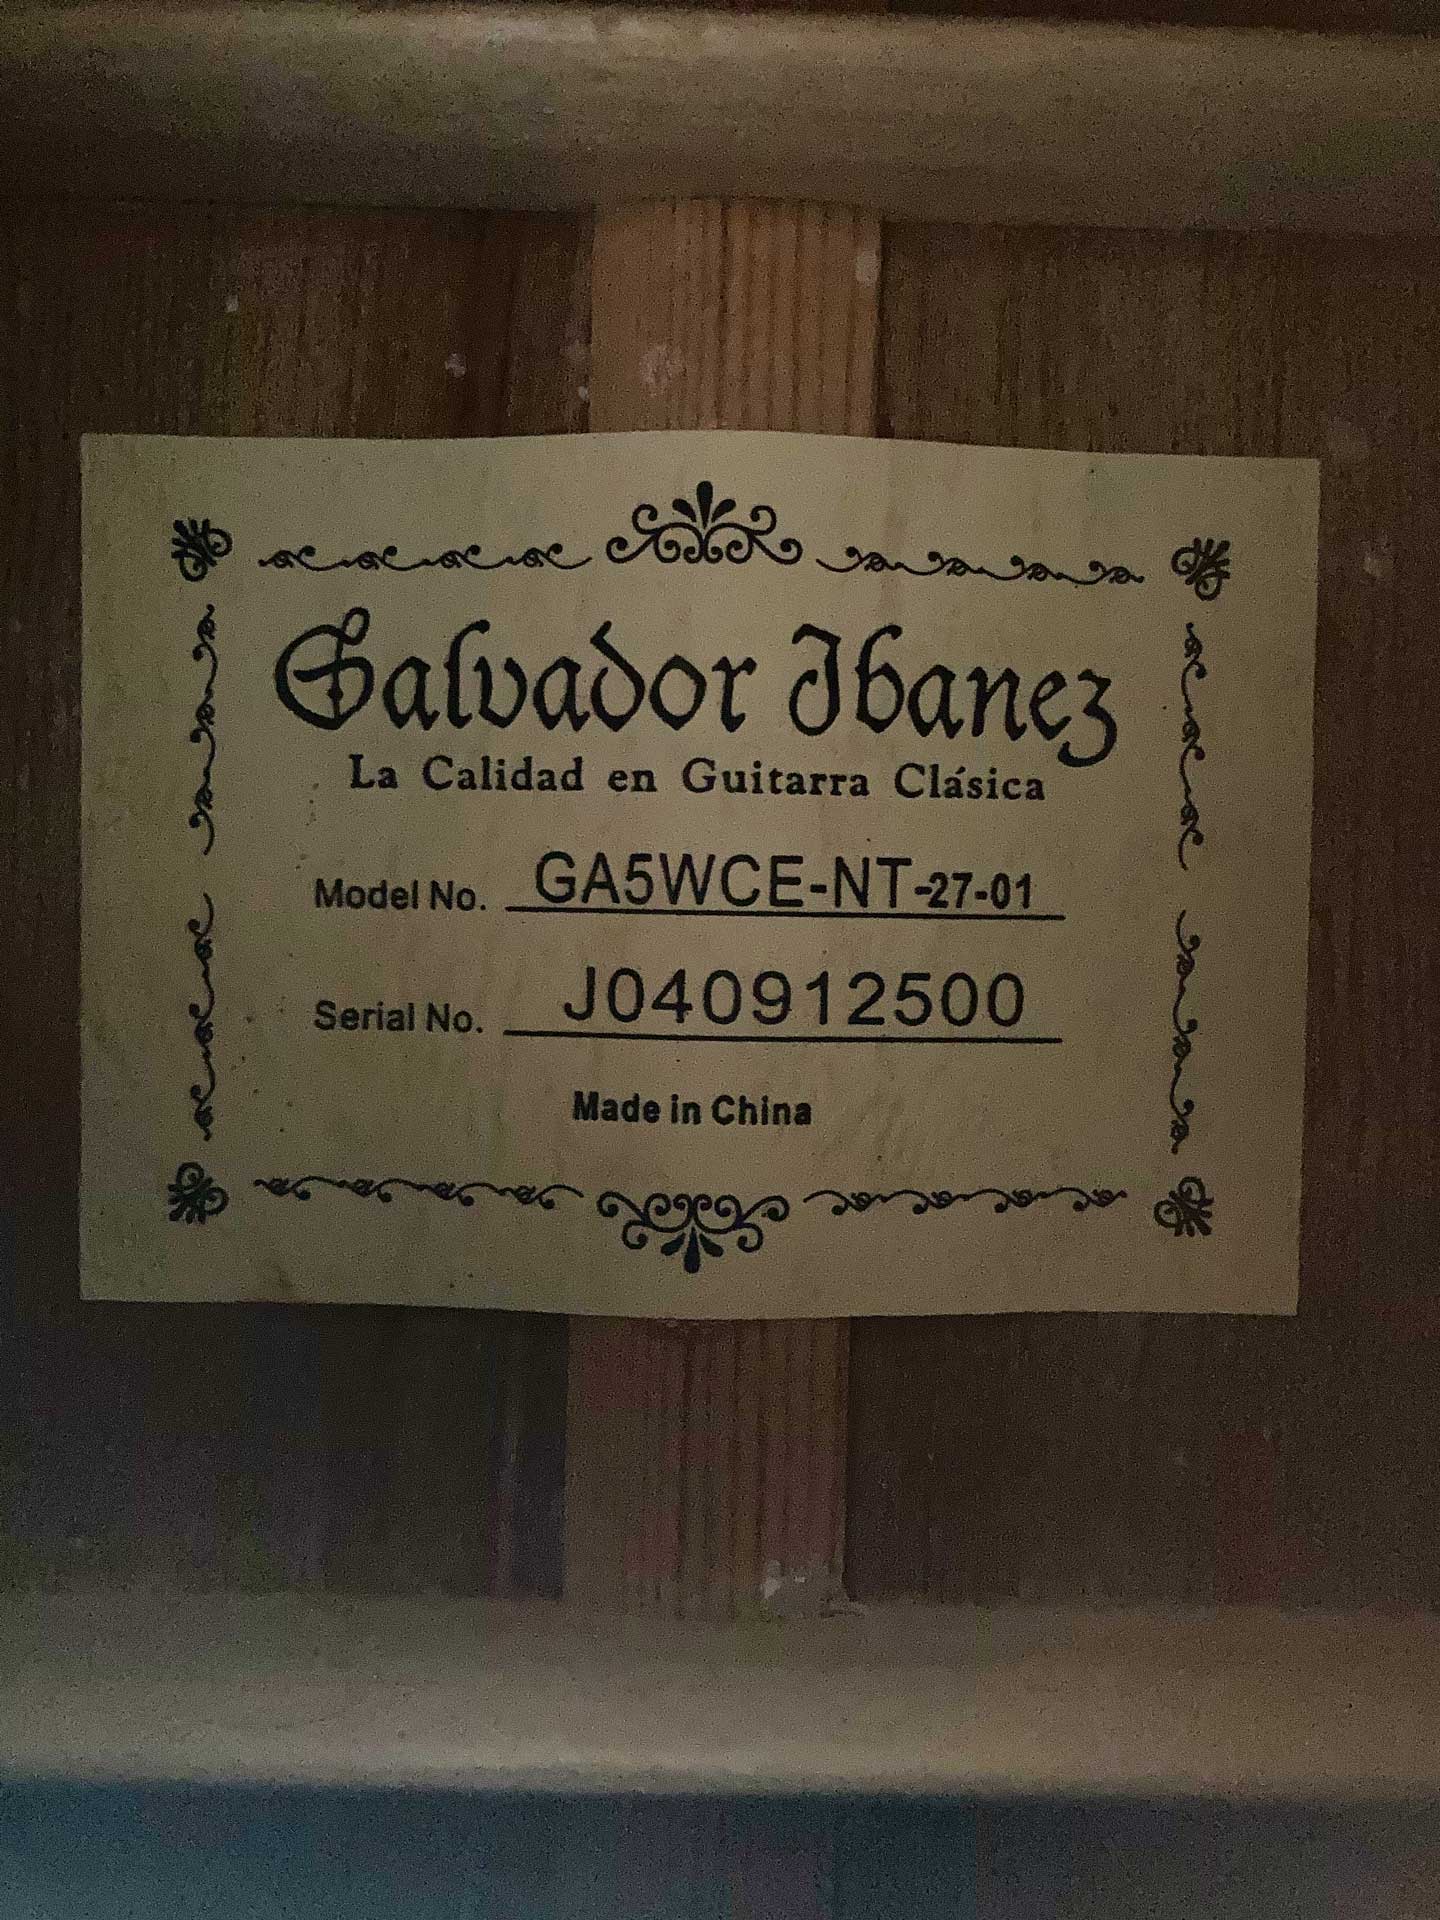 Salvador Ibanez
La Calidad en Guitarra Clásica
Model No. GA5WCE-NT-27-01
Serial No. J040912500
Made in China